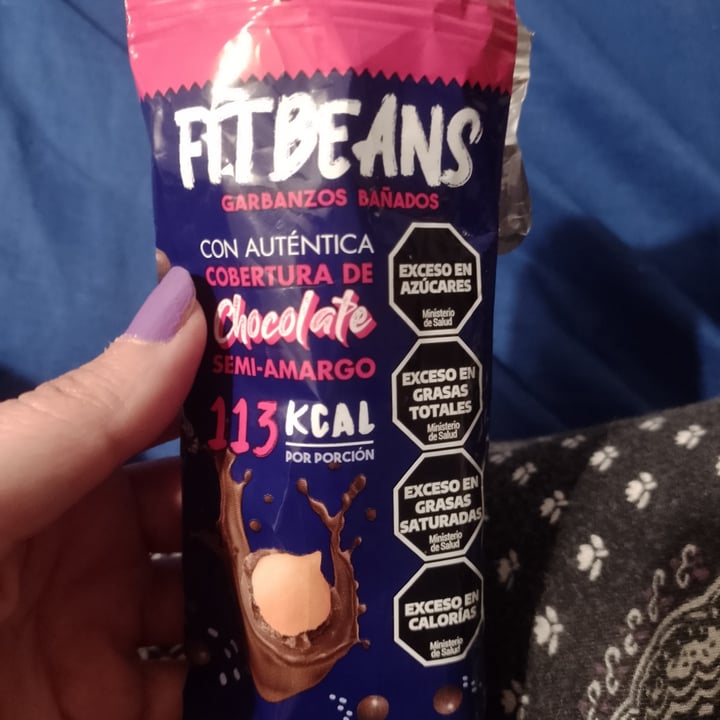 FITBEANS
GARBANZOS BAÑADOS
CON AUTÉNTICA
COBERTURA DE
Chocolate
SEMI-AMARGO
113 KCAL
POR PORCIÓN
EXCESO EN
AZÚCARES
Ministerio
de Salud
EXCESO EN
GRASAS
TOTALES
Ministerio
de Salud
EXCESO EN
GRASAS
SATURADAS
Ministerio
de Salud
EXCESO EN
CALORÍAS
Ministerio
de Salud